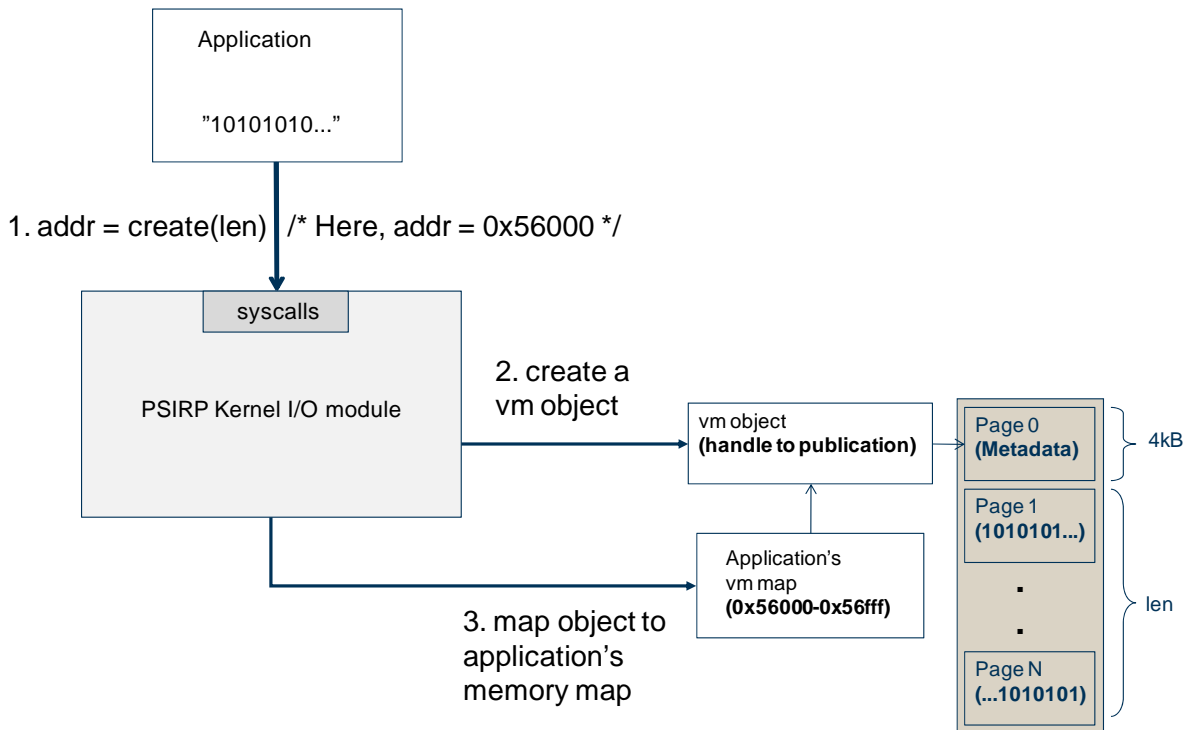 Application
”10101010...”
1. addr = create(len) /* Here, addr = 0x56000 */
syscalls
PSIRP Kernel I/O module
2. create a
vm object
vm object
(handle to publication)
Page 0
(Metadata)
4kB
Page 1
(1010101...)
.
.
len
Page N
(...1010101)
Application’s
vm map
(0x56000-0x56fff)
3. map object to
application’s
memory map